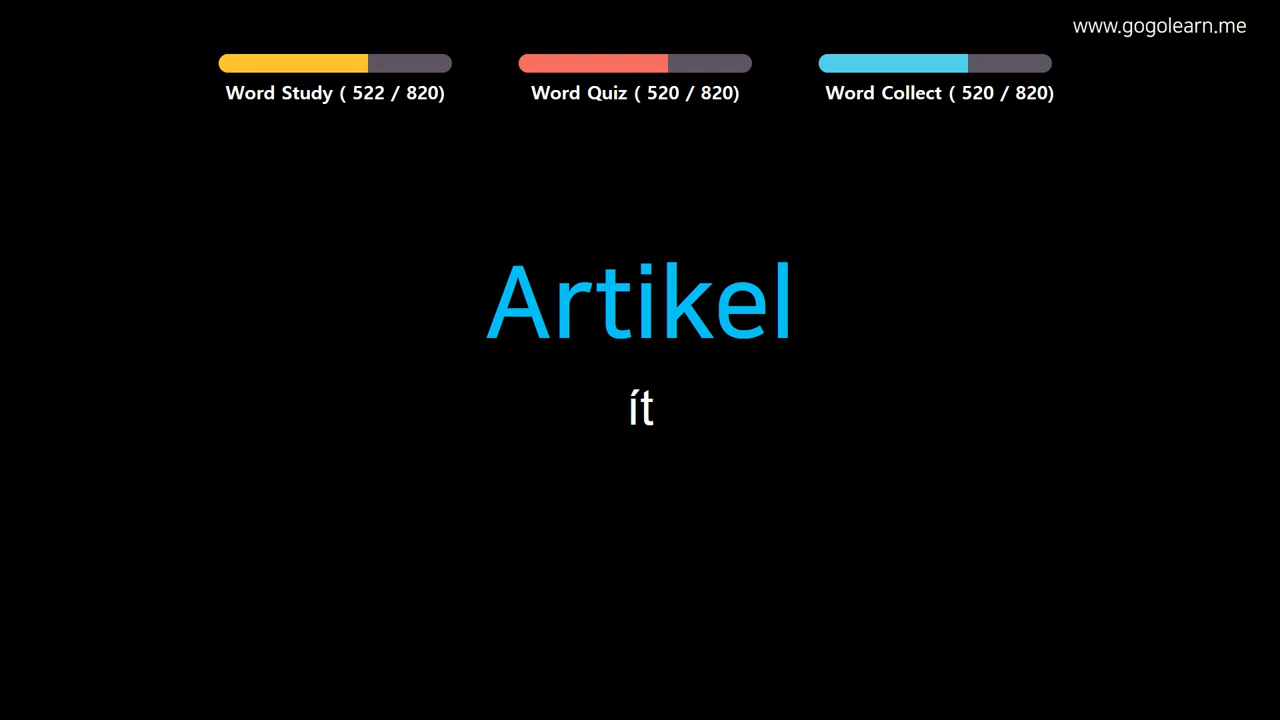 www.gogolearn.me
Word Study ( 522 / 820)
Word Quiz ( 520 / 820)
Word Collect ( 520 / 820)
Artikel
ít